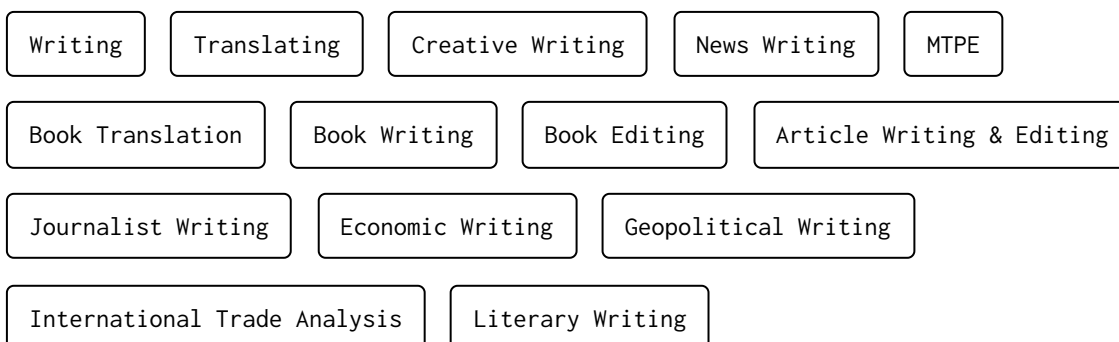 Writing Translating Creative Writing News Writing MTPE
Book Translation Book Writing Book Editing Article Writing & Editing
Journalist Writing Economic Writing Geopolitical Writing
International Trade Analysis Literary Writing